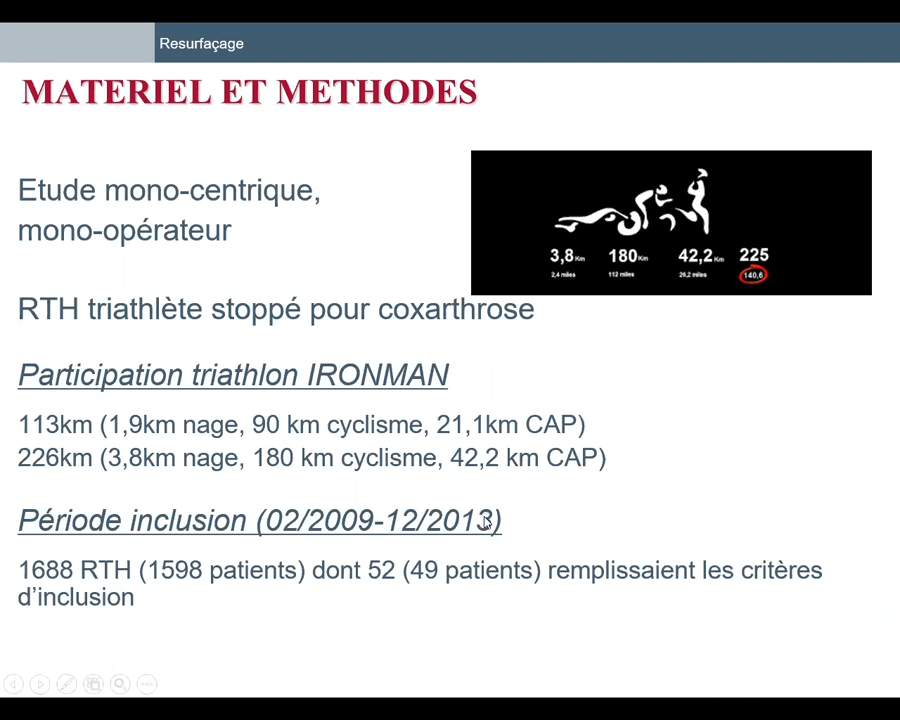 Resurfaçage
MATERIEL ET METHODES
Etude mono-centrique,
mono-opérateur
3,8 Km 180 Km 42,2 Km 225
2,4 miles 112 miles 26,2 miles 140,6
RTH triathlète stoppé pour coxarthrose
Participation triathlon IRONMAN
113km (1,9km nage, 90 km cyclisme, 21,1km CAP)
226km (3,8km nage, 180 km cyclisme, 42,2 km CAP)
Période inclusion (02/2009-12/2013)
1688 RTH (1598 patients) dont 52 (49 patients) remplissaient les critères
d’inclusion